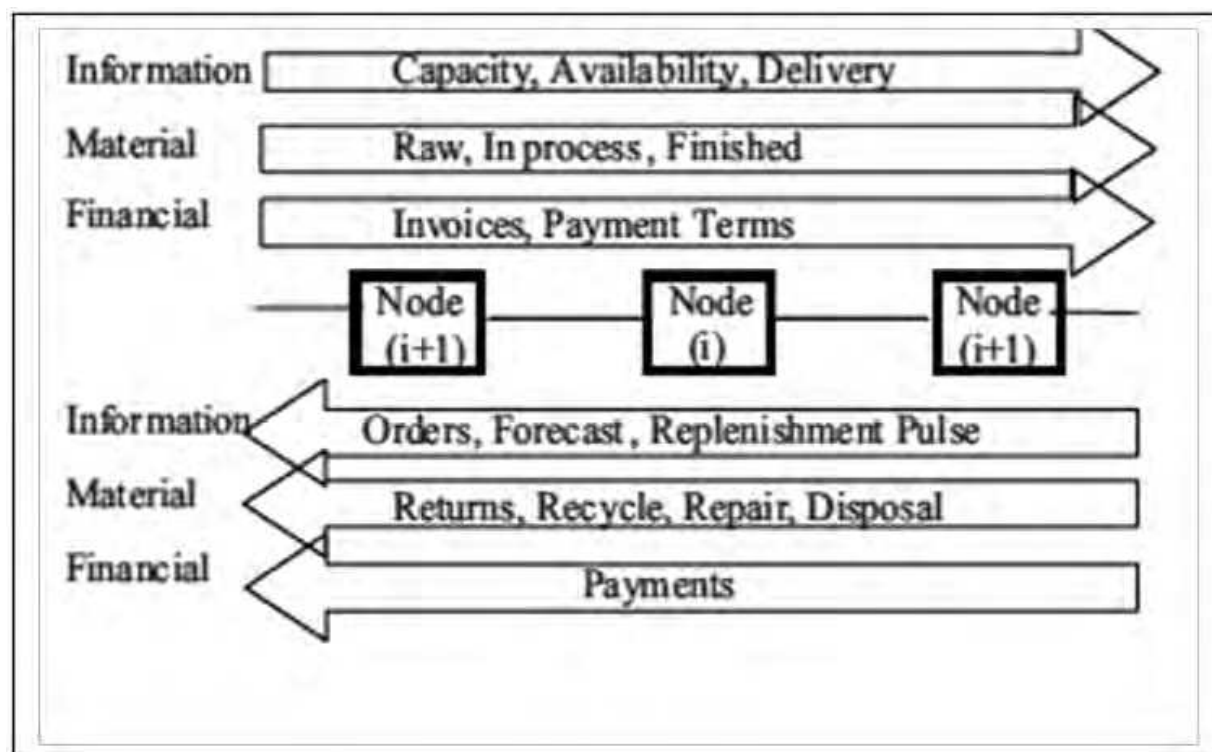 Information Capacity, Availability, Delivery
Material Raw, In process, Finished
Financial Invoices, Payment Terms
Node Node Node
(i+1) (i) (i+1)
Information Orders, Forecast, Replenishment Pulse
Material Returns, Recycle, Repair, Disposal
Financial Payments